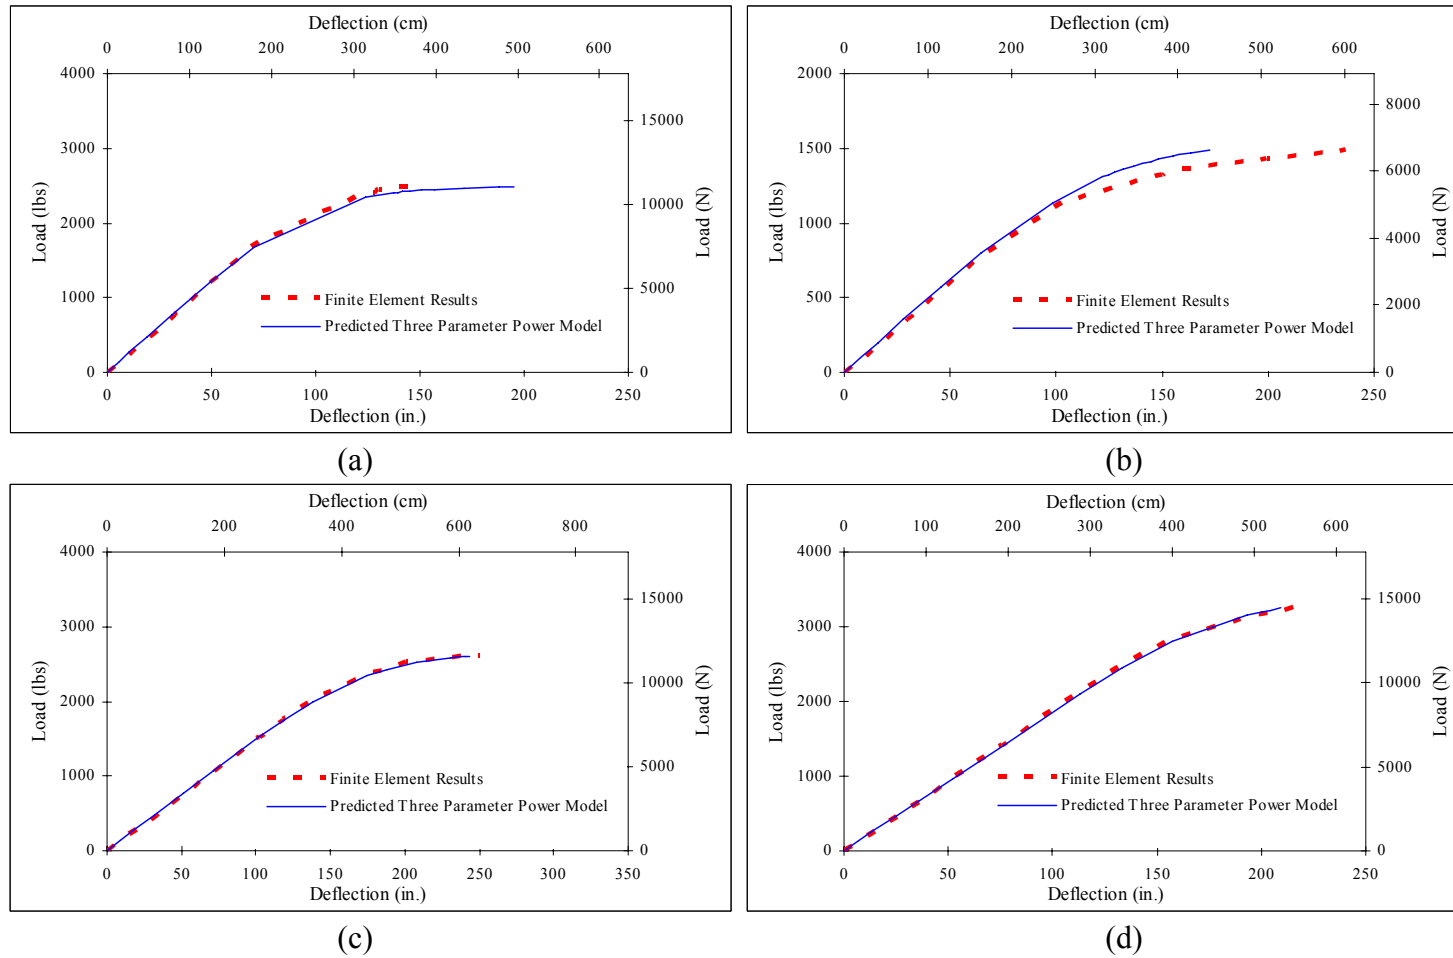 Deflection (cm)
0 100 200 300 400 500 600
4000
3000
2000
1000
0
Load (lbs)
15000
10000
5000
0
Load (N)
Finite Element Results
Predicted Three Parameter Power Model
0 50 100 150 200 250
Deflection (in.)
(a)
Deflection (cm)
0 100 200 300 400 500 600
2000
1500
1000
500
0
Load (lbs)
8000
6000
4000
2000
0
Load (N)
Finite Element Results
Predicted Three Parameter Power Model
0 50 100 150 200 250
Deflection (in.)
(b)
Deflection (cm)
0 200 400 600 800
4000
3000
2000
1000
0
Load (lbs)
15000
10000
5000
0
Load (N)
Finite Element Results
Predicted Three Parameter Power Model
0 50 100 150 200 250 300 350
Deflection (in.)
(c)
Deflection (cm)
0 100 200 300 400 500 600
4000
3000
2000
1000
0
Load (lbs)
15000
10000
5000
0
Load (N)
Finite Element Results
Predicted Three Parameter Power Model
0 50 100 150 200 250
Deflection (in.)
(d)